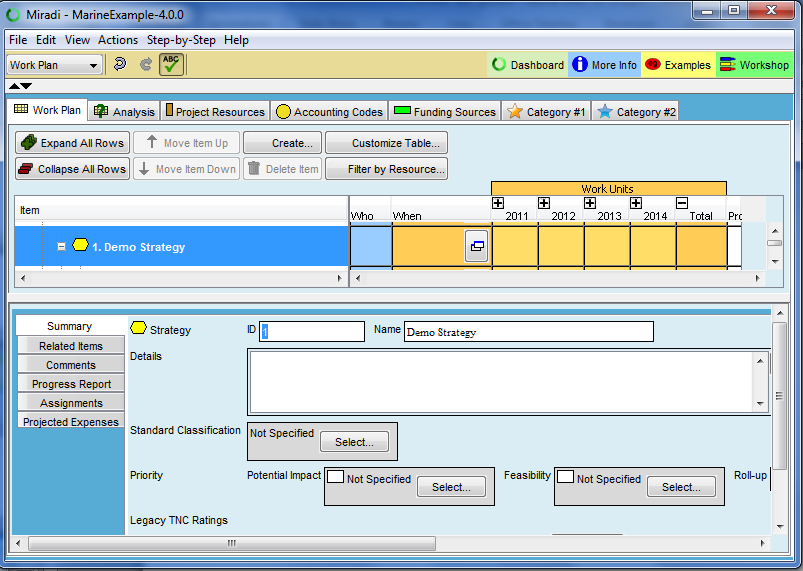 Miradi - MarineExample-4.0.0
File Edit View Actions Step-by-Step Help
Work Plan ABC Dashboard More Info Examples Workshop
Work Plan Analysis Project Resources Accounting Codes Funding Sources Category #1 Category #2
Expand All Rows Move Item Up Create... Customize Table...
Collapse All Rows Move Item Down Delete Item Filter by Resource...
Work Units
Item Who When 2011 2012 2013 2014 Total Pro
1. Demo Strategy
Summary Strategy ID 1 Name Demo Strategy
Related Items Details
Comments
Progress Report
Assignments
Projected Expenses
Standard Classification Not Specified Select...
Priority Potential Impact Not Specified Select... Feasibility Not Specified Select... Roll-up
Legacy TNC Ratings